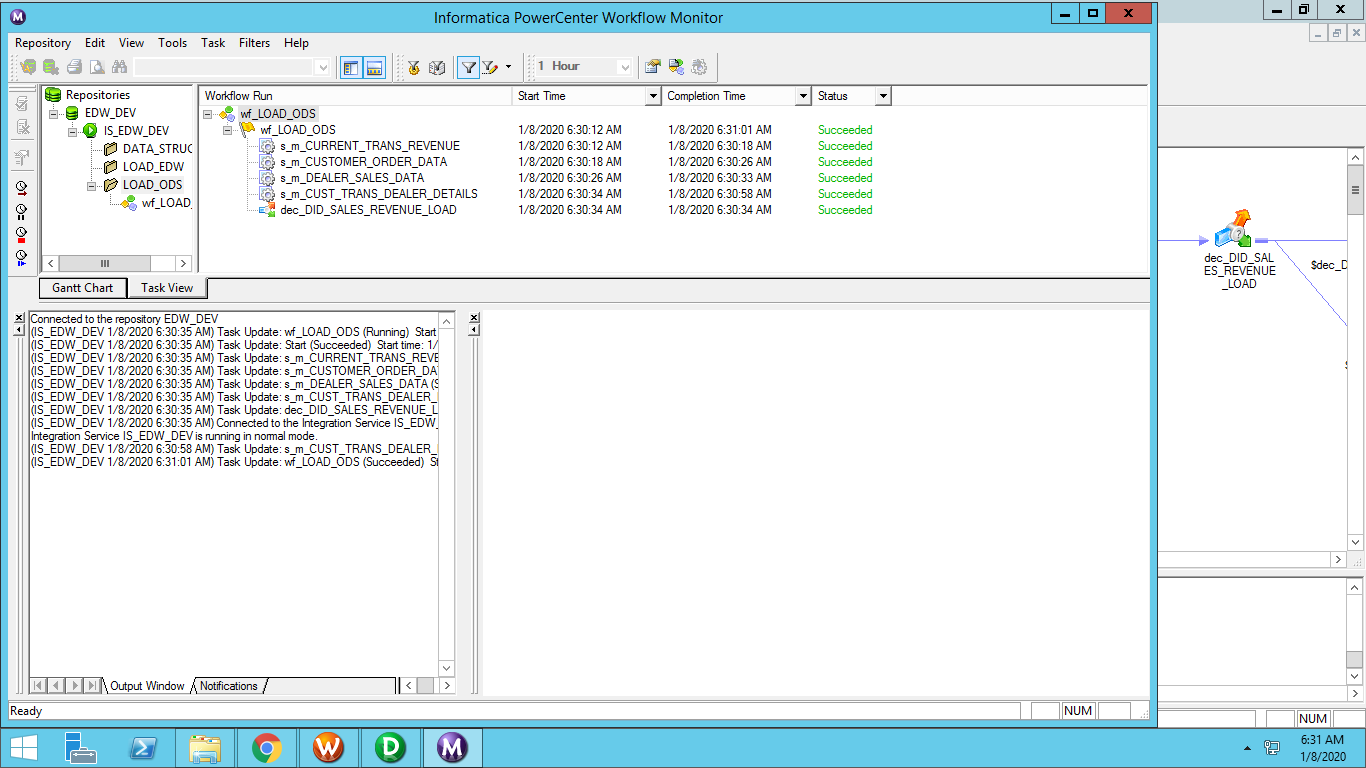 Informatica PowerCenter Workflow Monitor
Repository Edit View Tools Task Filters Help
1 Hour
Repositories
EDW_DEV
IS_EDW_DEV
DATA_STRUC
LOAD_EDW
LOAD_ODS
wf_LOAD_
Workflow Run Start Time Completion Time Status
wf_LOAD_ODS
wf_LOAD_ODS 1/8/2020 6:30:12 AM 1/8/2020 6:31:01 AM Succeeded
s_m_CURRENT_TRANS_REVENUE 1/8/2020 6:30:12 AM 1/8/2020 6:30:18 AM Succeeded
s_m_CUSTOMER_ORDER_DATA 1/8/2020 6:30:18 AM 1/8/2020 6:30:26 AM Succeeded
s_m_DEALER_SALES_DATA 1/8/2020 6:30:26 AM 1/8/2020 6:30:33 AM Succeeded
s_m_CUST_TRANS_DEALER_DETAILS 1/8/2020 6:30:34 AM 1/8/2020 6:30:58 AM Succeeded
dec_DID_SALES_REVENUE_LOAD 1/8/2020 6:30:34 AM 1/8/2020 6:30:34 AM Succeeded
Gantt Chart Task View
dec_DID_SAL
ES_REVENUE
_LOAD
$dec_D
Connected to the repository EDW_DEV
(IS_EDW_DEV 1/8/2020 6:30:35 AM) Task Update: wf_LOAD_ODS (Running) Start
(IS_EDW_DEV 1/8/2020 6:30:35 AM) Task Update: Start (Succeeded) Start time: 1/
(IS_EDW_DEV 1/8/2020 6:30:35 AM) Task Update: s_m_CURRENT_TRANS_REVE
(IS_EDW_DEV 1/8/2020 6:30:35 AM) Task Update: s_m_CUSTOMER_ORDER_DA
(IS_EDW_DEV 1/8/2020 6:30:35 AM) Task Update: s_m_DEALER_SALES_DATA (S
(IS_EDW_DEV 1/8/2020 6:30:35 AM) Task Update: s_m_CUST_TRANS_DEALER_
(IS_EDW_DEV 1/8/2020 6:30:35 AM) Task Update: dec_DID_SALES_REVENUE_L
(IS_EDW_DEV 1/8/2020 6:30:35 AM) Connected to the Integration Service IS_EDW_
Integration Service IS_EDW_DEV is running in normal mode.
(IS_EDW_DEV 1/8/2020 6:30:58 AM) Task Update: s_m_CUST_TRANS_DEALER_
(IS_EDW_DEV 1/8/2020 6:31:01 AM) Task Update: wf_LOAD_ODS (Succeeded) St
Output Window Notifications
Ready NUM
NUM
6:31 AM
1/8/2020